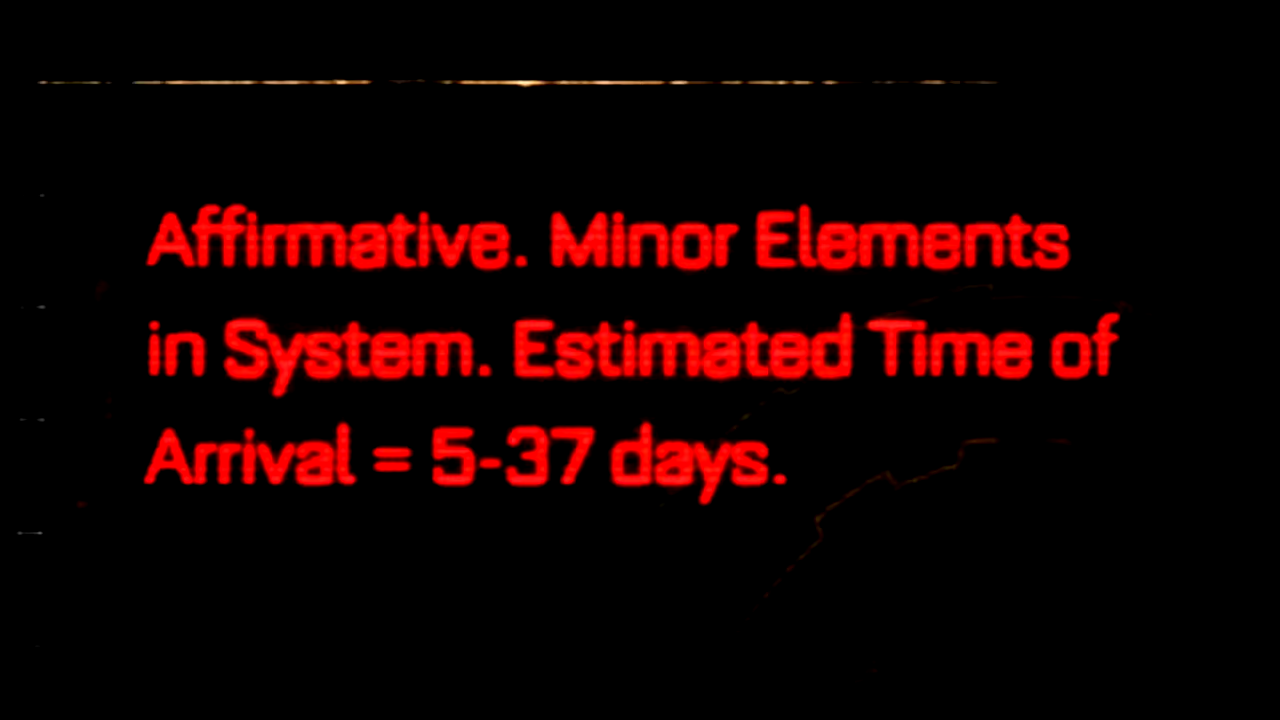 Affirmative. Minor Elements
in System. Estimated Time of
Arrival = 5-37 days.